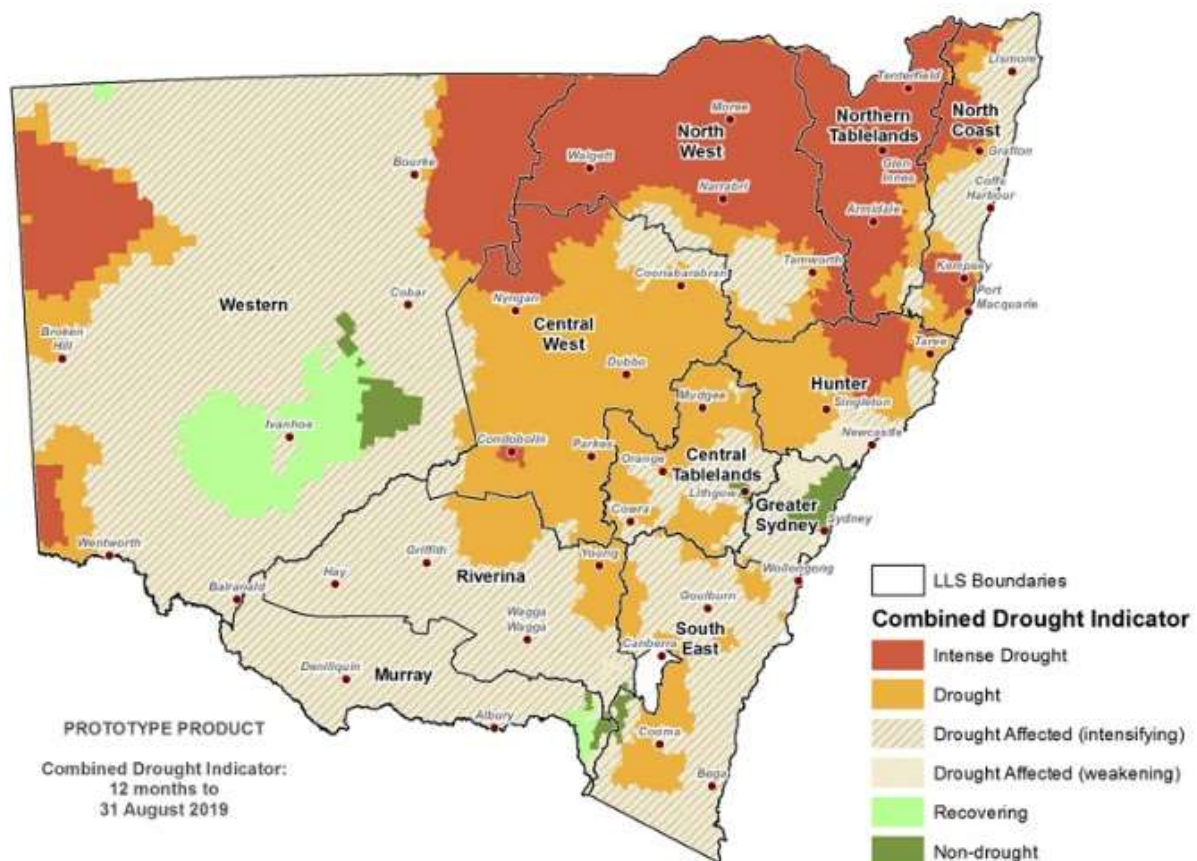 Lismore
Tenterfield
Northern
Tablelands
North
Coast
Moree
North
West
Grafton
Glen
Innes
Walgett
Bourke
Narrabri
Coffs
Harbour
Armidale
Tamworth
Coonabarabran
Kempsey
Port
Macquarie
Western
Cobar
Nyngan
Central
West
Broken
Hill
Taree
Dubbo
Hunter
Mudgee
Singleton
Ivanhoe
Newcastle
Condobolin
Parkes
Orange
Central
Tablelands
Lithgow
Greater
Sydney
Cowra
Sydney
Wentworth
Griffith
Young
Wollongong
Hay
Riverina
Balranald
Goulburn
Wagga
Wagga
South
East
Canberra
Deniliquin
Murray
Albury
Cooma
Bega
PROTOTYPE PRODUCT
Combined Drought Indicator:
12 months to
31 August 2019
LLS Boundaries
Combined Drought Indicator
Intense Drought
Drought
Drought Affected (intensifying)
Drought Affected (weakening)
Recovering
Non-drought